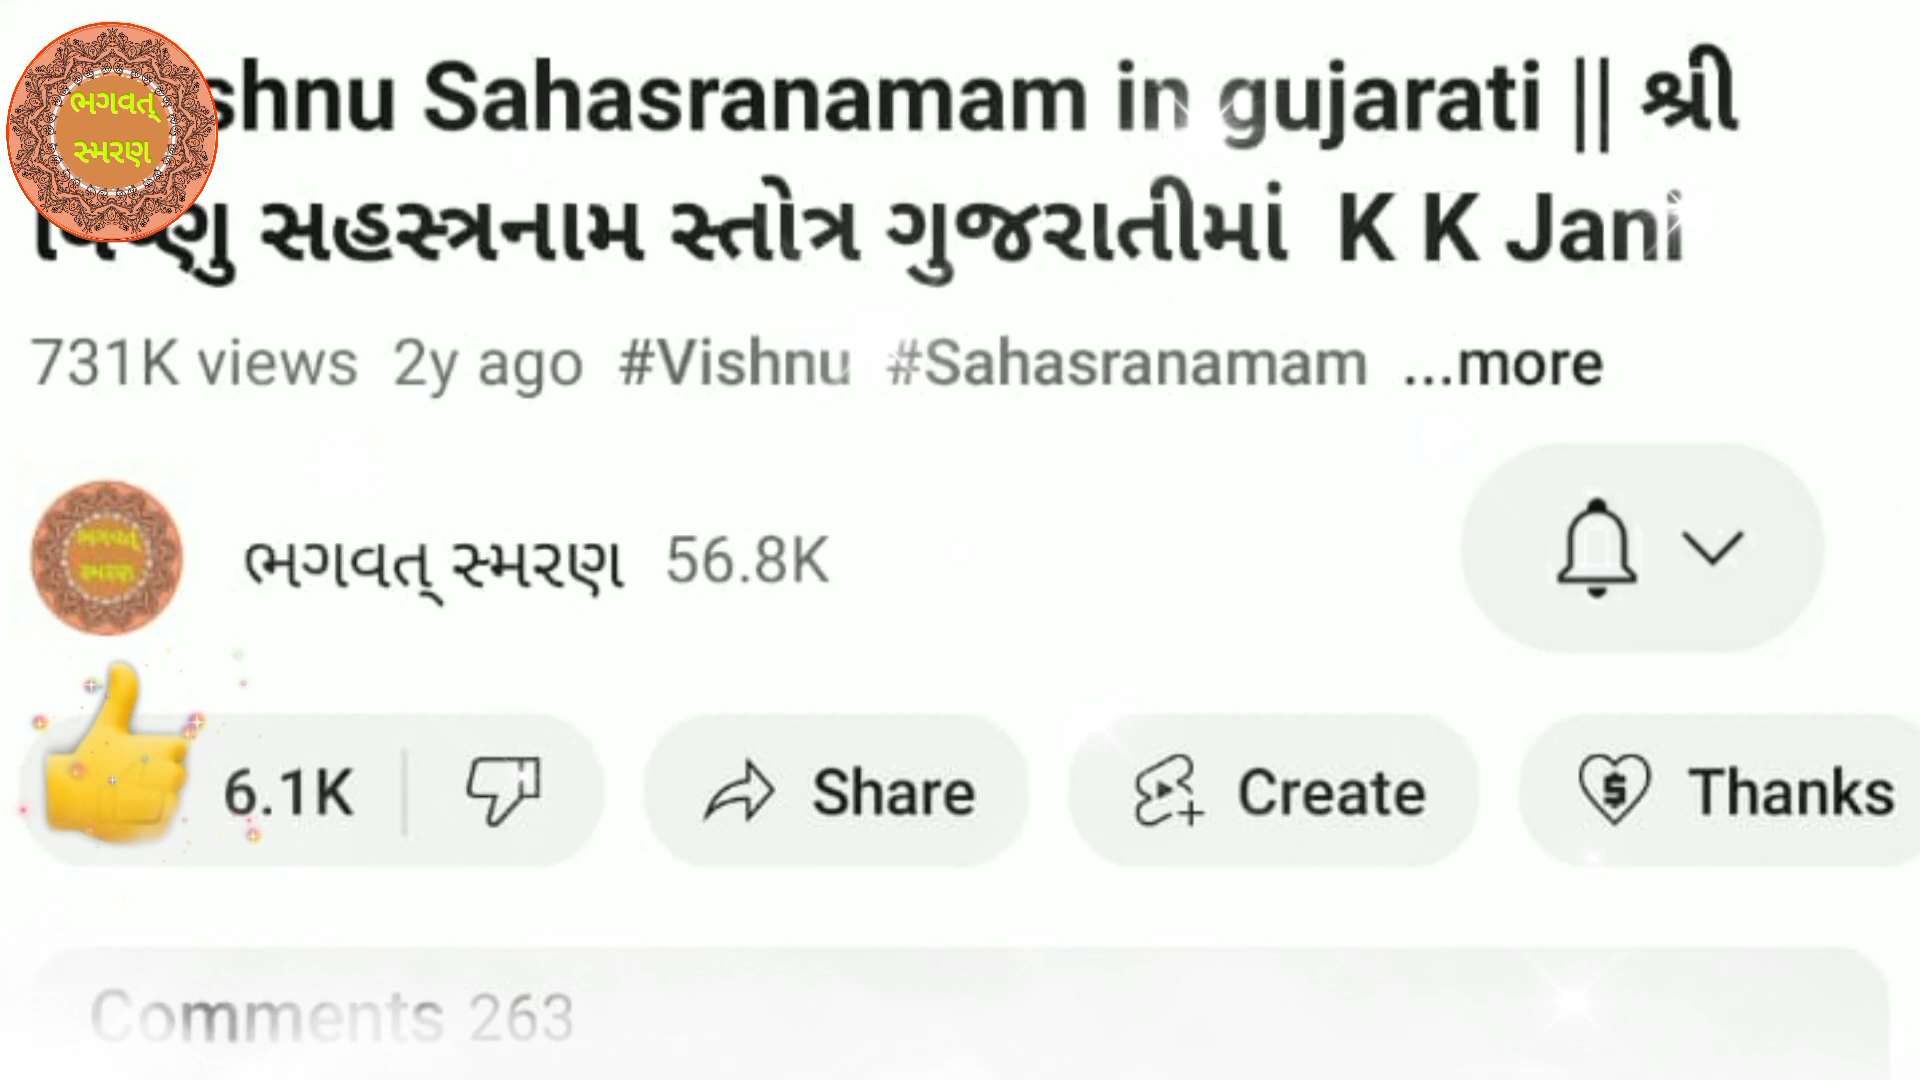 ભગવત્
સ્મરણ
shnu Sahasranamam in gujarati || શ્રી
વિષ્ણુ સહસ્ત્રનામ સ્તોત્ર ગુજરાતીમાં K K Jani
731K views 2y ago #Vishnu #Sahasranamam ...more
ભગવત્ સ્મરણ 56.8K
6.1K Share Create Thanks
Comments 263